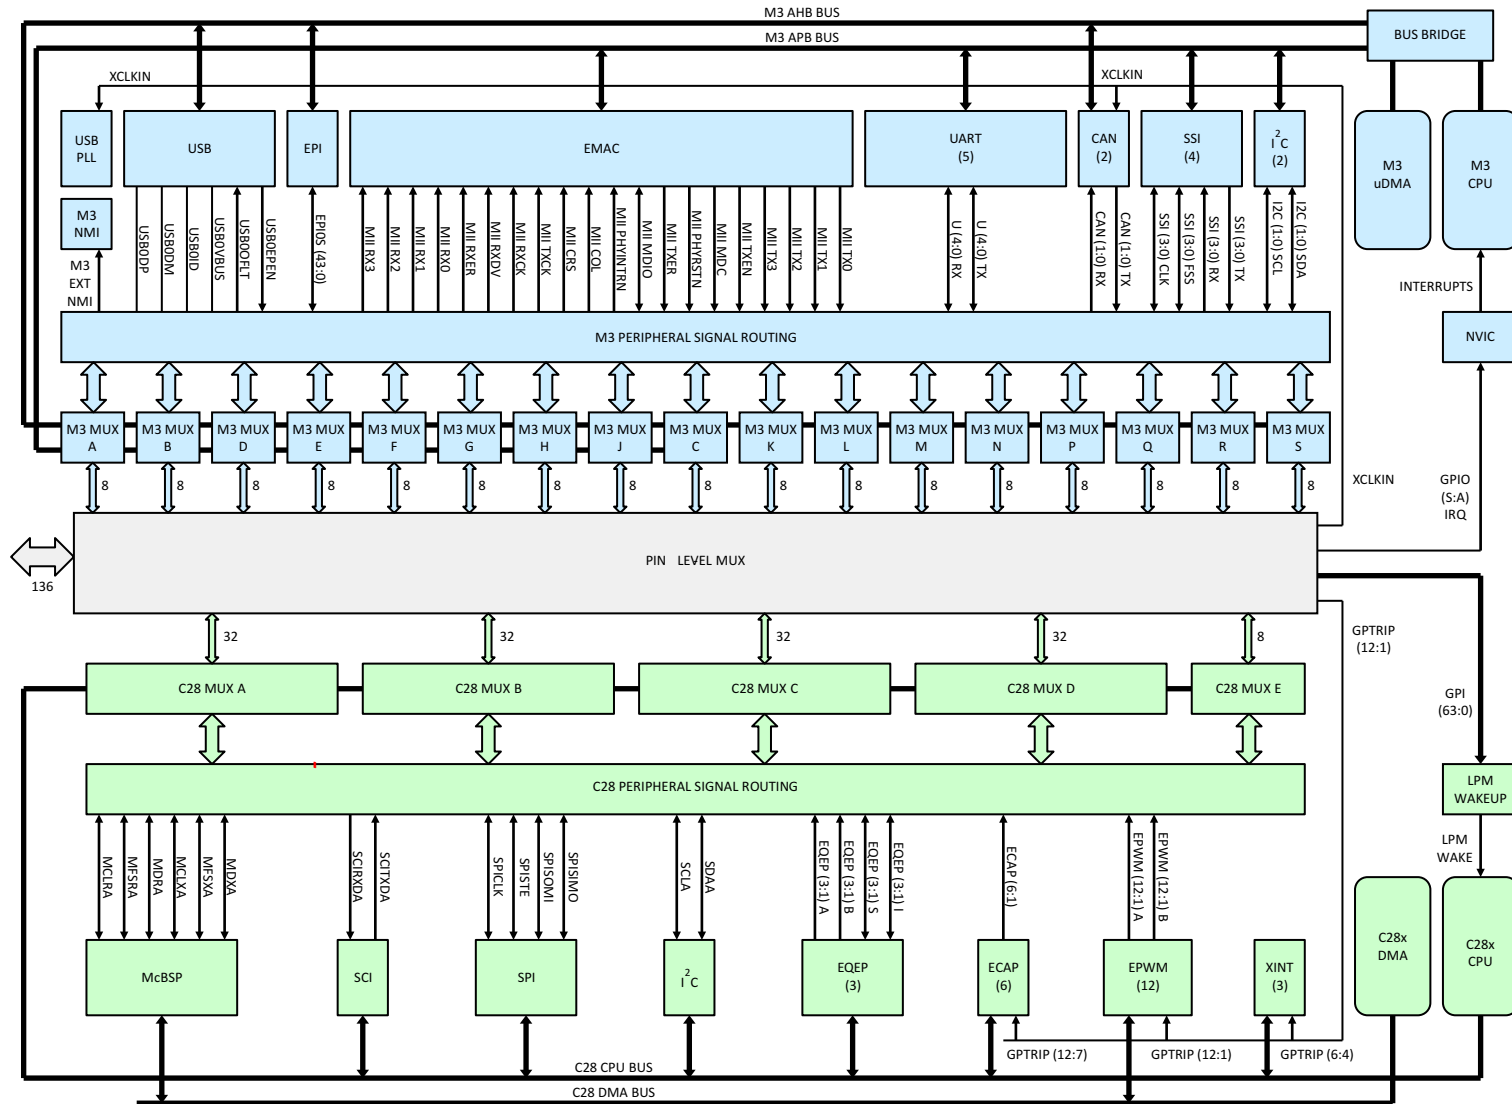 M3 AHB BUS
M3 APB BUS
BUS BRIDGE
XCLKIN
XCLKIN
USB
PLL
USB
EPI
EMAC
UART
(5)
CAN
(2)
SSI
(4)
I2C
(2)
M3
uDMA
M3
CPU
M3
NMI
M3
EXT
NMI
USB0DP
USB0DM
USB0ID
USB0VBUS
USB0OFLT
USB0EPEN
EPI0S (43:0)
MII RX3
MII RX2
MII RX1
MII RX0
MII RXER
MII RXDV
MII RXCK
MII TXCK
MII CRS
MII COL
MII PHYINTRN
MII MDIO
MII TXER
MII PHYRSTN
MII MDC
MII TXEN
MII TX3
MII TX2
MII TX1
MII TX0
U (4:0) RX
U (4:0) TX
CAN (1:0) RX
CAN (1:0) TX
SSI (3:0) CLK
SSI (3:0) FSS
SSI (3:0) RX
SSI (3:0) TX
I2C (1:0) SCL
I2C (1:0) SDA
INTERRUPTS
M3 PERIPHERAL SIGNAL ROUTING
NVIC
M3 MUX
A
M3 MUX
B
M3 MUX
D
M3 MUX
E
M3 MUX
F
M3 MUX
G
M3 MUX
H
M3 MUX
J
M3 MUX
C
M3 MUX
K
M3 MUX
L
M3 MUX
M
M3 MUX
N
M3 MUX
P
M3 MUX
Q
M3 MUX
R
M3 MUX
S
8 8 8 8 8 8 8 8 8 8 8 8 8 8 8 8 8
XCLKIN
GPIO
(S:A)
IRQ
PIN LEVEL MUX
136
32
32
32
32
8
GPTRIP
(12:1)
C28 MUX A
C28 MUX B
C28 MUX C
C28 MUX D
C28 MUX E
GPI
(63:0)
C28 PERIPHERAL SIGNAL ROUTING
LPM
WAKEUP
LPM
WAKE
MCLRA
MFSRA
MDRA
MCLXA
MFSXA
MDXA
SCIRXDA
SCITXDA
SPICLK
SPISTE
SPISOMI
SPISIMO
SCLA
SDAA
EQEP (3:1) A
EQEP (3:1) B
EQEP (3:1) S
EQEP (3:1) I
ECAP (6:1)
EPWM (12:1) A
EPWM (12:1) B
McBSP
SCI
SPI
I2C
EQEP
(3)
ECAP
(6)
EPWM
(12)
XINT
(3)
C28x
DMA
C28x
CPU
GPTRIP (12:7)
GPTRIP (12:1)
GPTRIP (6:4)
C28 CPU BUS
C28 DMA BUS